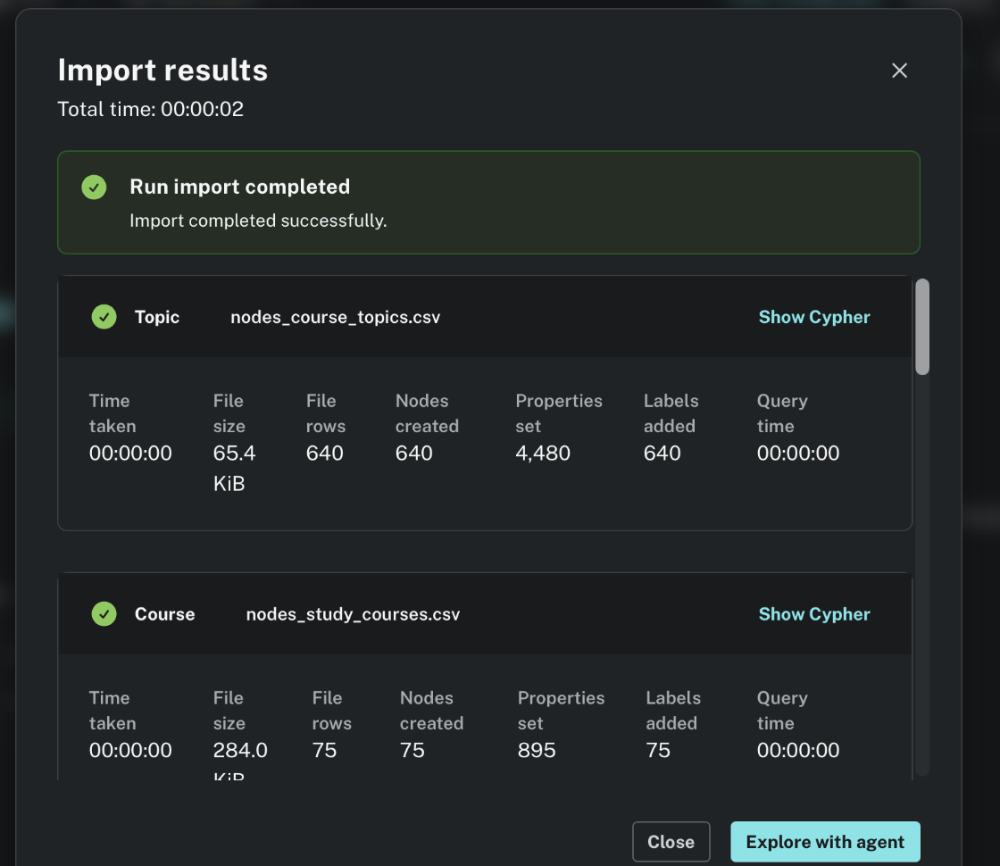 Import results
Total time: 00:00:02
Run import completed
Import completed successfully.
Topic nodes_course_topics.csv Show Cypher
Time taken File size File rows Nodes created Properties set Labels added Query time
00:00:00 65.4 KiB 640 640 4,480 640 00:00:00
Course nodes_study_courses.csv Show Cypher
Time taken File size File rows Nodes created Properties set Labels added Query time
00:00:00 284.0 KiB 75 75 895 75 00:00:00
Close Explore with agent